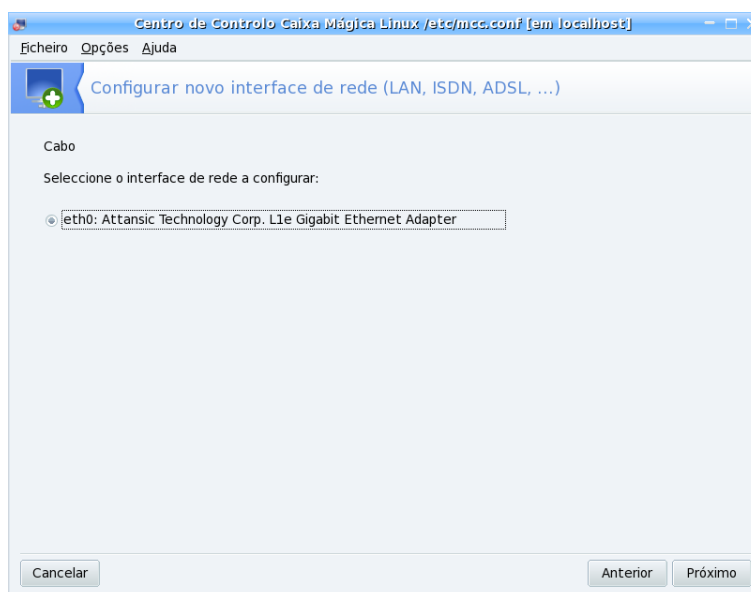 Centro de Controlo Caixa Mágica Linux /etc/mcc.conf [em localhost]
Ficheiro Opções Ajuda
Configurar novo interface de rede (LAN, ISDN, ADSL, ...)
Cabo
Seleccione o interface de rede a configurar:
eth0: Attansic Technology Corp. L1e Gigabit Ethernet Adapter
Cancelar Anterior Próximo